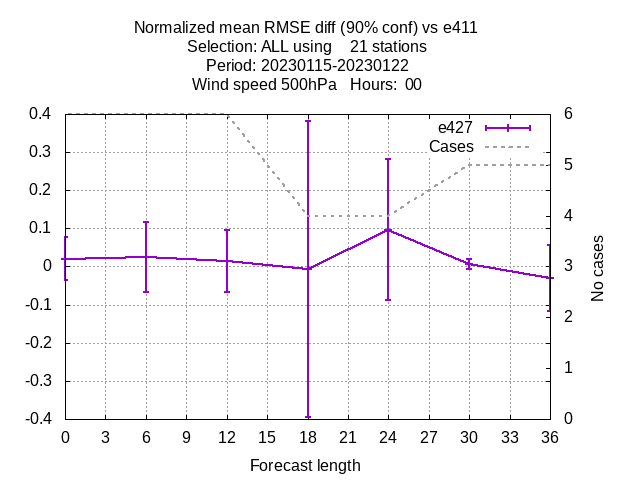 Normalized mean RMSE diff (90% conf) vs e411
Selection: ALL using    21 stations
Period: 20230115-20230122
Wind speed 500hPa   Hours:  00
0.4
0.3
0.2
0.1
0
-0.1
-0.2
-0.3
-0.4
6
5
4
3
2
1
0
e427
Cases
No cases
0 3 6 9 12 15 18 21 24 27 30 33 36
Forecast length